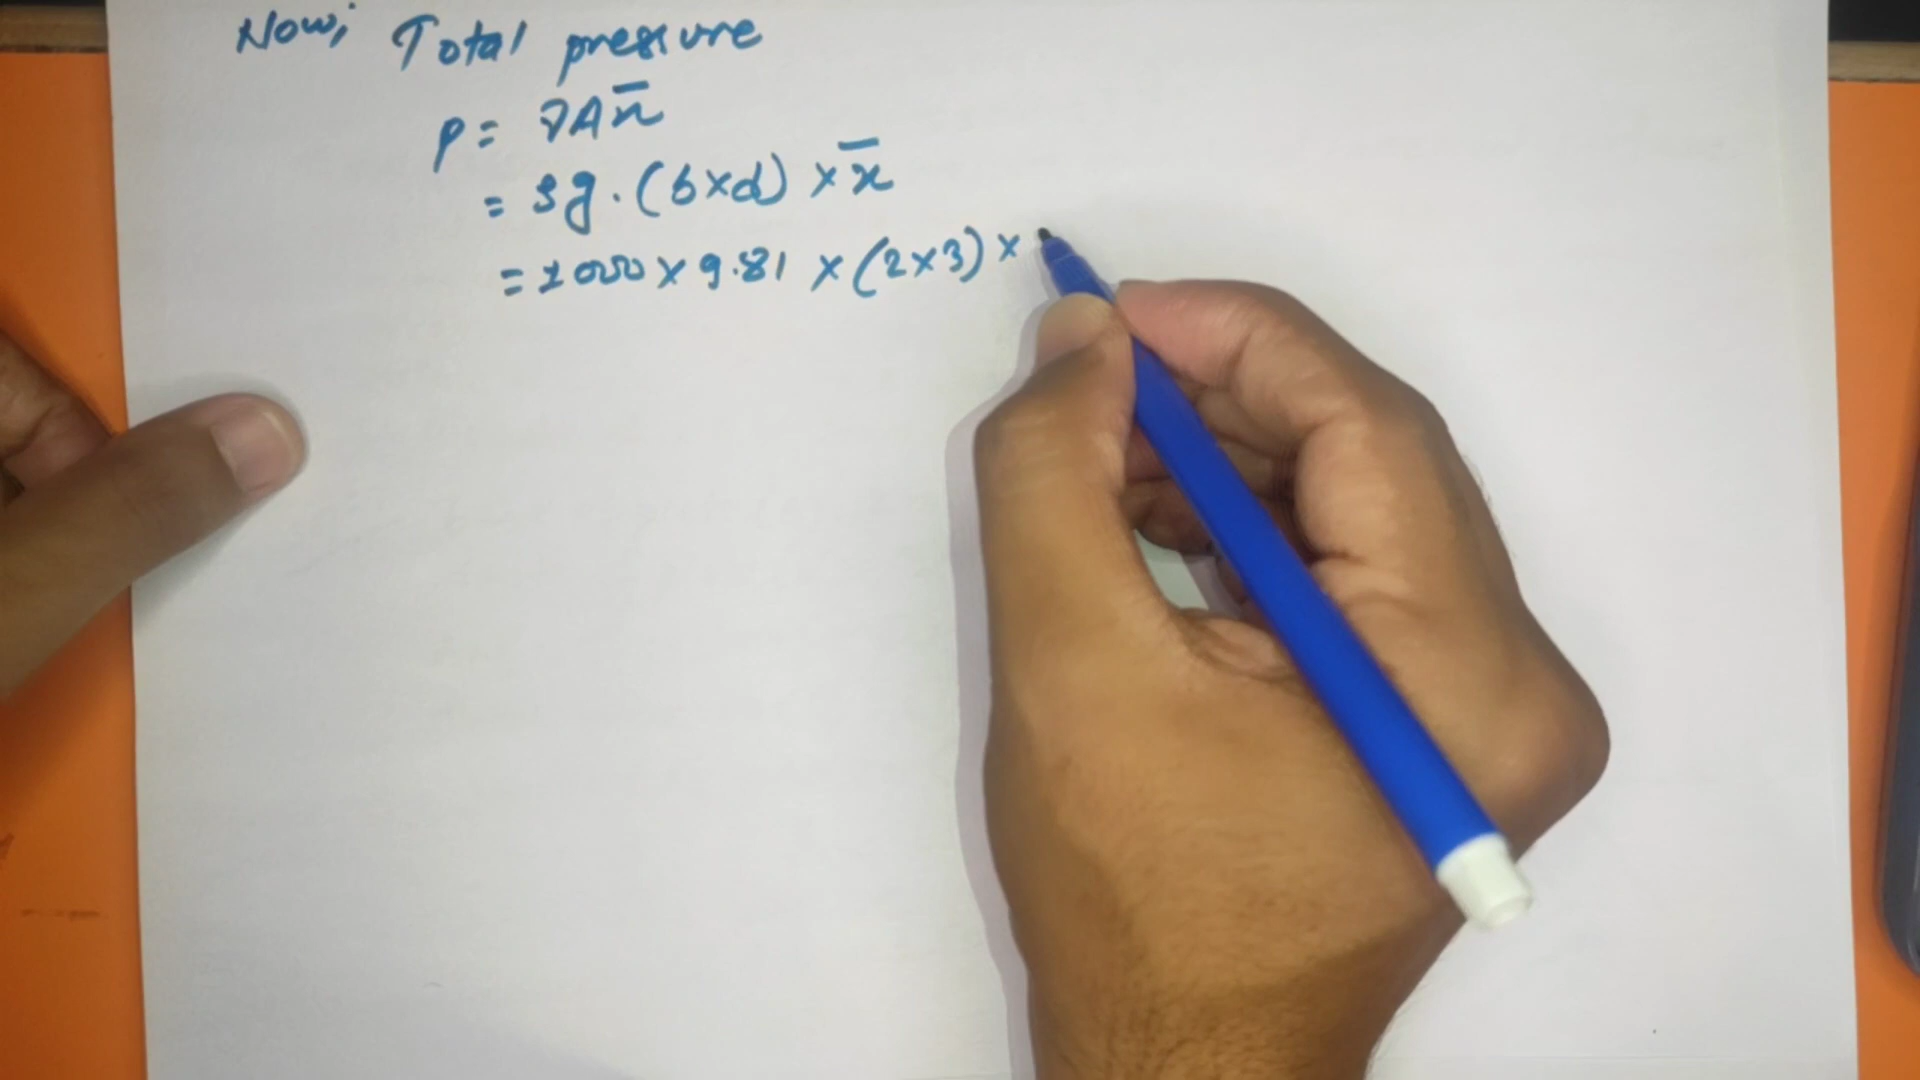 Now; Total pressure
P = γAx̄
= ρg.(b×d) × x̄
= 1000 × 9.81 × (2×3) ×